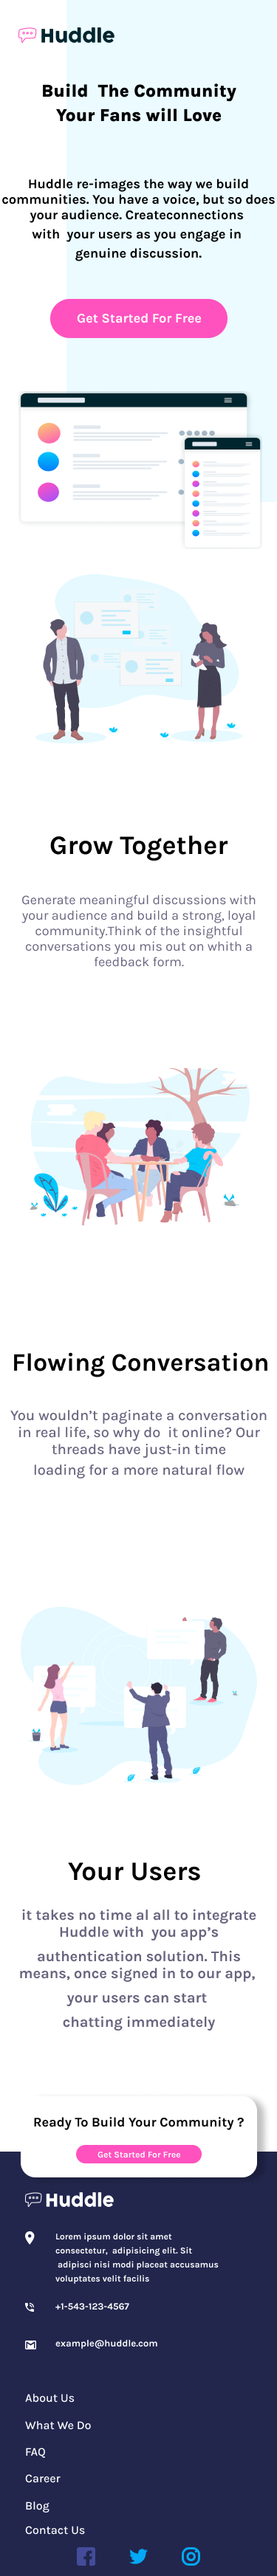 Huddle
Build The Community
Your Fans will Love
Huddle re-images the way we build
communities. You have a voice, but so does
your audience. Createconnections
with your users as you engage in
genuine discussion.
Get Started For Free
Grow Together
Generate meaningful discussions with
your audience and build a strong, loyal
community.Think of the insightful
conversations you mis out on whith a
feedback form.
Flowing Conversation
You wouldn't paginate a conversation
in real life, so why do it online? Our
threads have just-in time
loading for a more natural flow
Your Users
it takes no time al all to integrate
Huddle with you app's
authentication solution. This
means, once signed in to our app,
your users can start
chatting immediately
Ready To Build Your Community ?
Get Started For Free
Huddle
Lorem ipsum dolor sit amet
consectetur, adipisicing elit. Sit
adipisci nisi modi placeat accusamus
voluptates velit facilis
+1-543-123-4567
example@huddle.com
About Us
What We Do
FAQ
Career
Blog
Contact Us